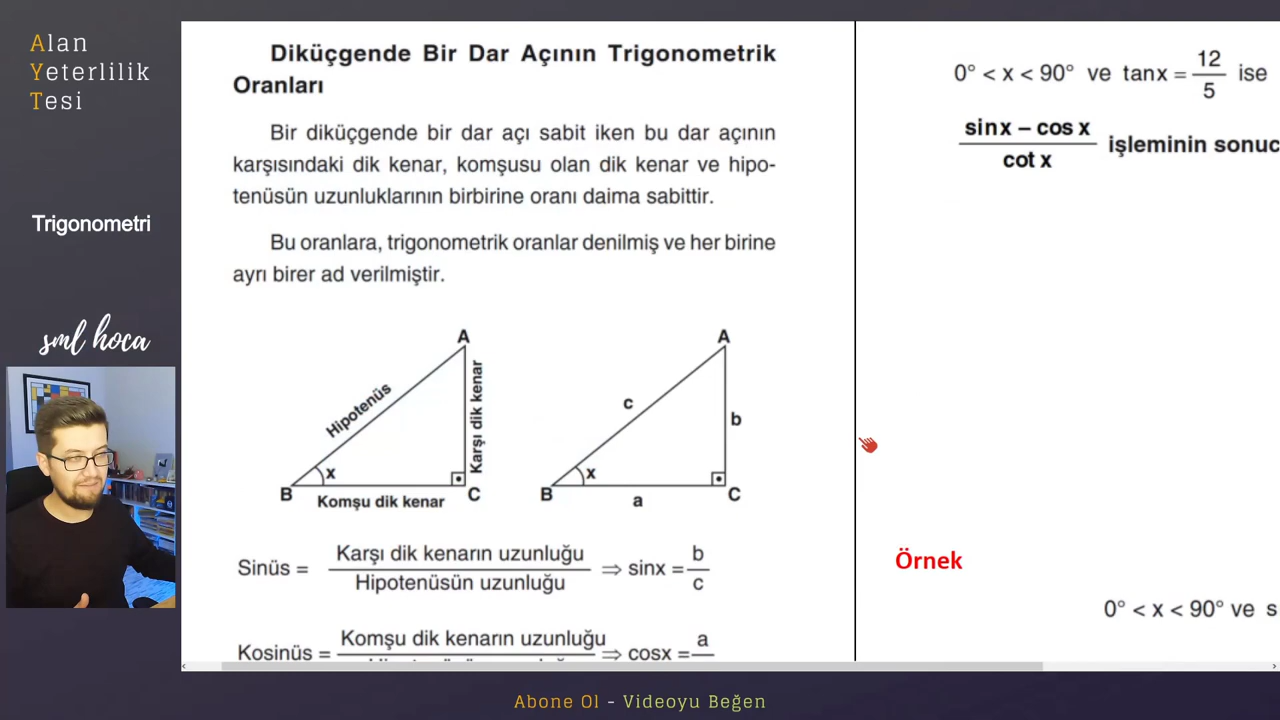 Alan
Yeterlilik
Tesi
Trigonometri
sml hoca
Diküçgende Bir Dar Açının Trigonometrik
Oranları
Bir diküçgende bir dar açı sabit iken bu dar açının
karşısındaki dik kenar, komşusu olan dik kenar ve hipo-
tenüsün uzunluklarının birbirine oranı daima sabittir.
Bu oranlara, trigonometrik oranlar denilmiş ve her birine
ayrı birer ad verilmiştir.
A
Hipotenüs
Karşı dik kenar
x
B
Komşu dik kenar
C
A
c
b
x
B
a
C
Sinüs = Karşı dik kenarın uzunluğu / Hipotenüsün uzunluğu ⇒ sinx = b / c
Kosinüs = Komşu dik kenarın uzunluğu ⇒ cosx = a
0° < x < 90° ve tanx = 12 / 5 ise
sinx – cos x / cot x işleminin sonuc
Örnek
0° < x < 90° ve s
Abone Ol - Videoyu Beğen